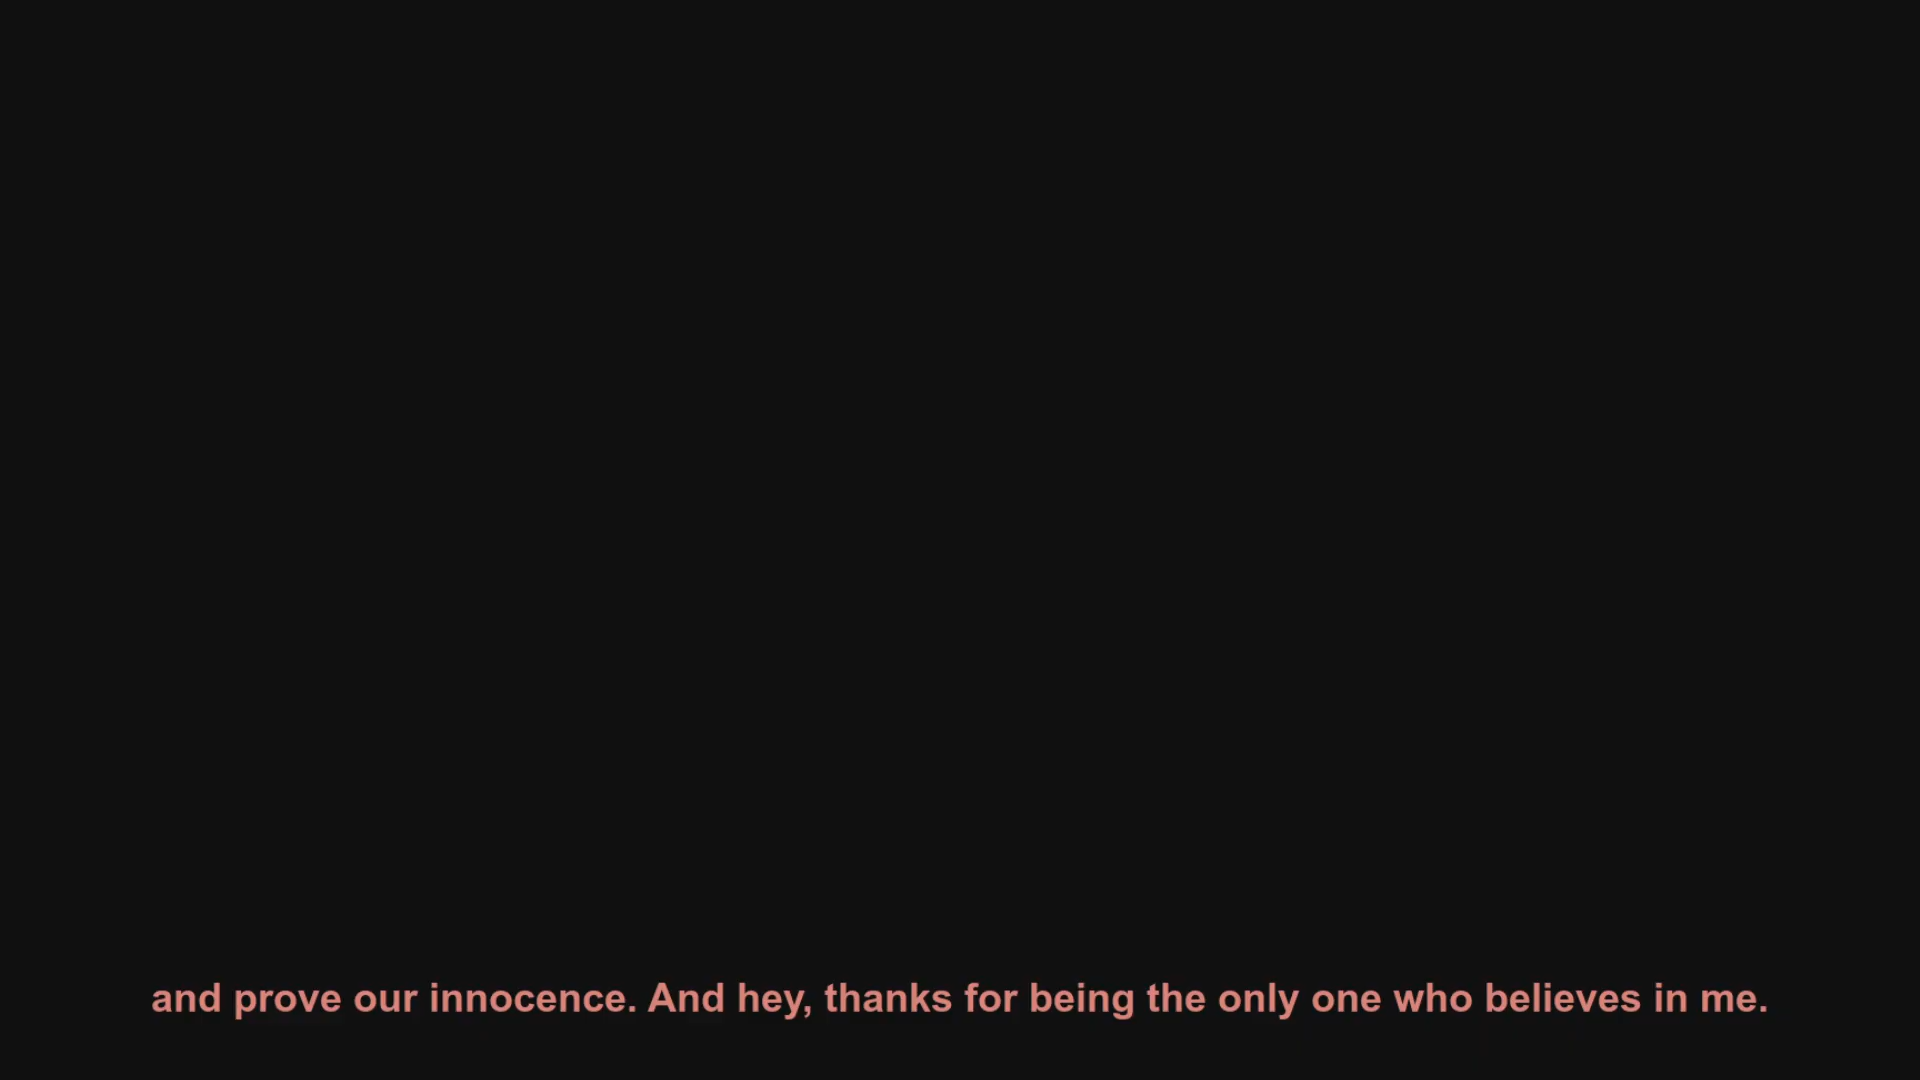 and prove our innocence. And hey, thanks for being the only one who believes in me.